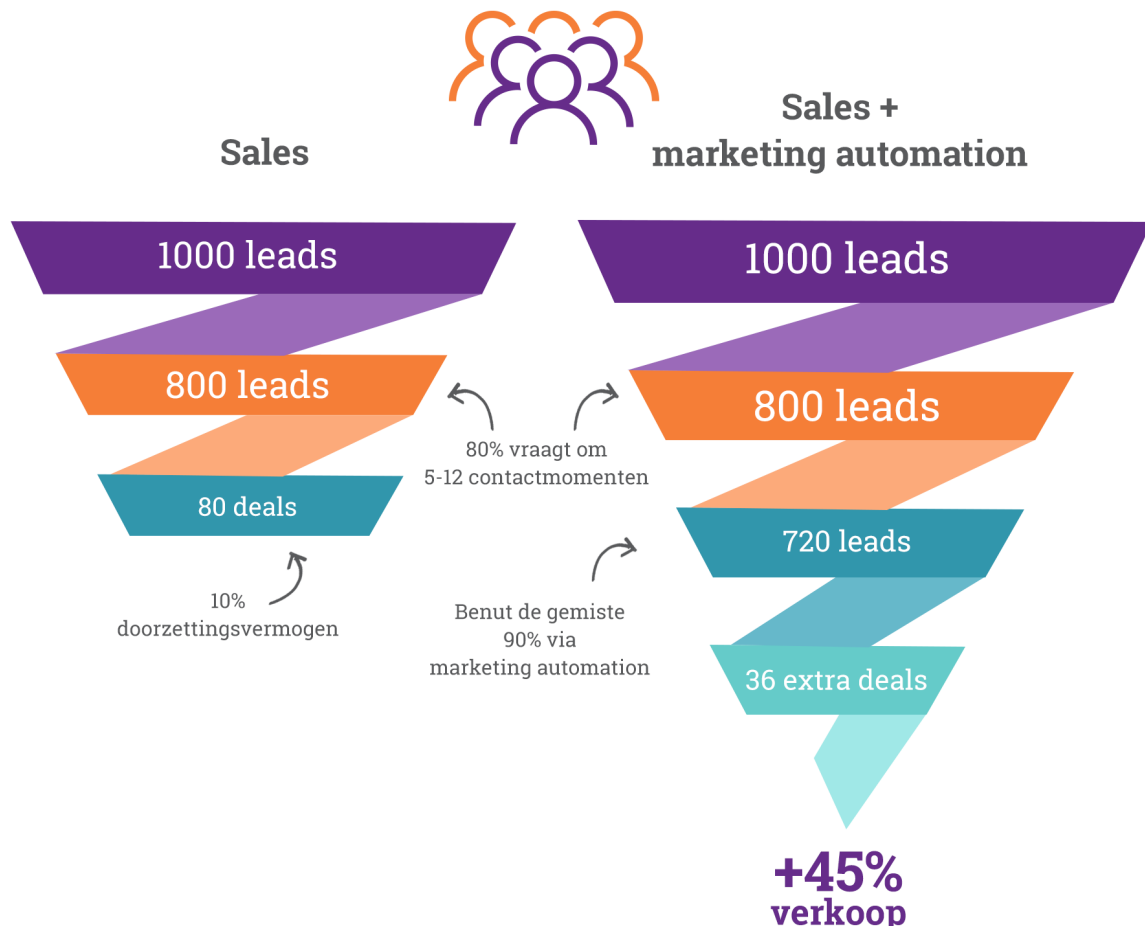 Sales
1000 leads
800 leads
80 deals
10%
doorzettingsvermogen
80% vraagt om
5-12 contactmomenten
Benut de gemiste
90% via
marketing automation
Sales +
marketing automation
1000 leads
800 leads
720 leads
36 extra deals
+45%
verkoop